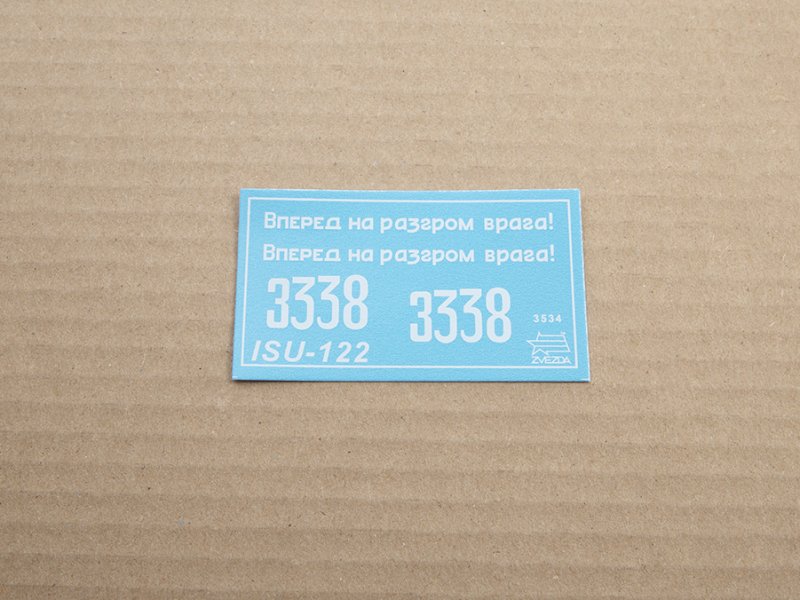 Вперед на разгром врага!
Вперед на разгром врага!
3338 3338
3534
ISU-122
ZVEZDA